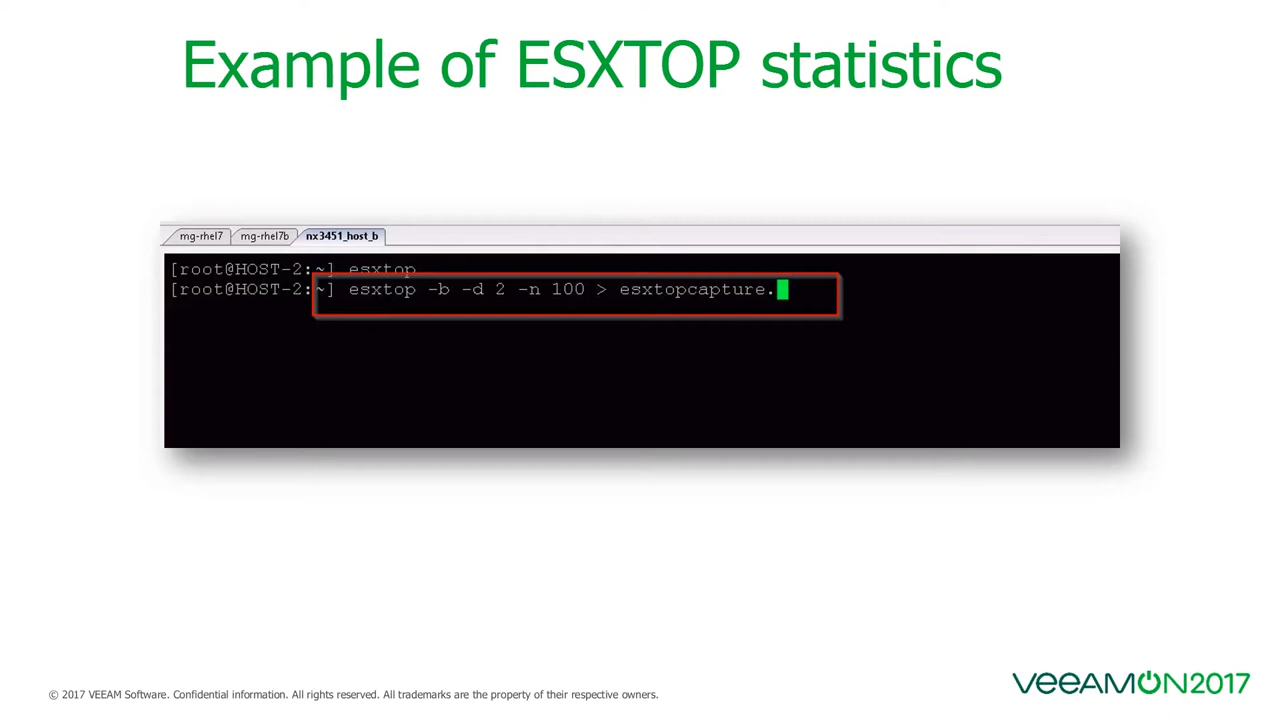 Example of ESXTOP statistics
mg-rhel7 mg-rhel7b nx3451_host_b
[root@HOST-2:~] esxtop
[root@HOST-2:~] esxtop -b -d 2 -n 100 > esxtopcapture.
© 2017 VEEAM Software. Confidential information. All rights reserved. All trademarks are the property of their respective owners.
VEEAMON2017